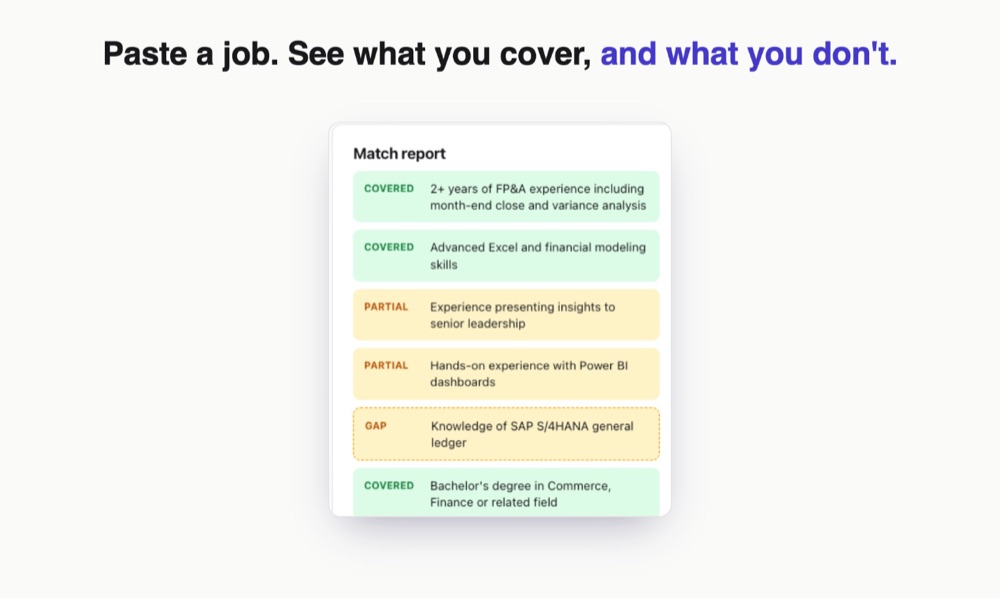 Paste a job. See what you cover, and what you don't.
Match report
COVERED 2+ years of FP&A experience including
month-end close and variance analysis
COVERED Advanced Excel and financial modeling
skills
PARTIAL Experience presenting insights to
senior leadership
PARTIAL Hands-on experience with Power BI
dashboards
GAP Knowledge of SAP S/4HANA general
ledger
COVERED Bachelor's degree in Commerce,
Finance or related field